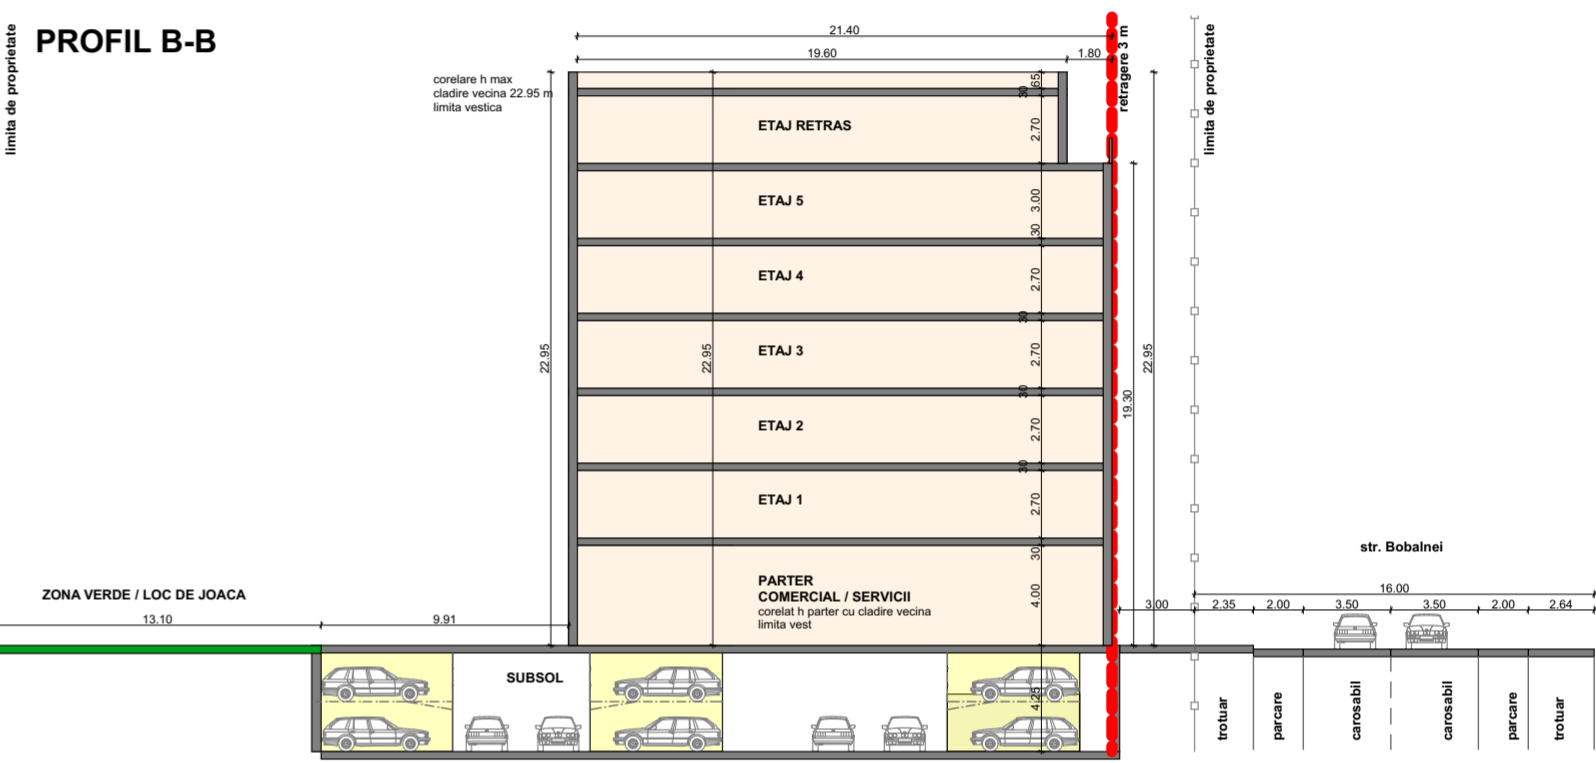 PROFIL B-B
limita de proprietate
21.40
19.60
1.80
retragere 3 m
limita de proprietate
corelare h max
cladire vecina 22.95 m
limita vestica
65
30
ETAJ RETRAS
2.70
ETAJ 5
3.00
30
ETAJ 4
2.70
30
ETAJ 3
2.70
30
ETAJ 2
2.70
30
ETAJ 1
2.70
30
22.95
22.95
22.95
19.30
PARTER
COMERCIAL / SERVICII
corelat h parter cu cladire vecina
limita vest
4.00
str. Bobalnei
16.00
ZONA VERDE / LOC DE JOACA
13.10
9.91
3.00
2.35
2.00
3.50
3.50
2.00
2.64
SUBSOL
4.25
trotuar
parcare
carosabil
carosabil
parcare
trotuar